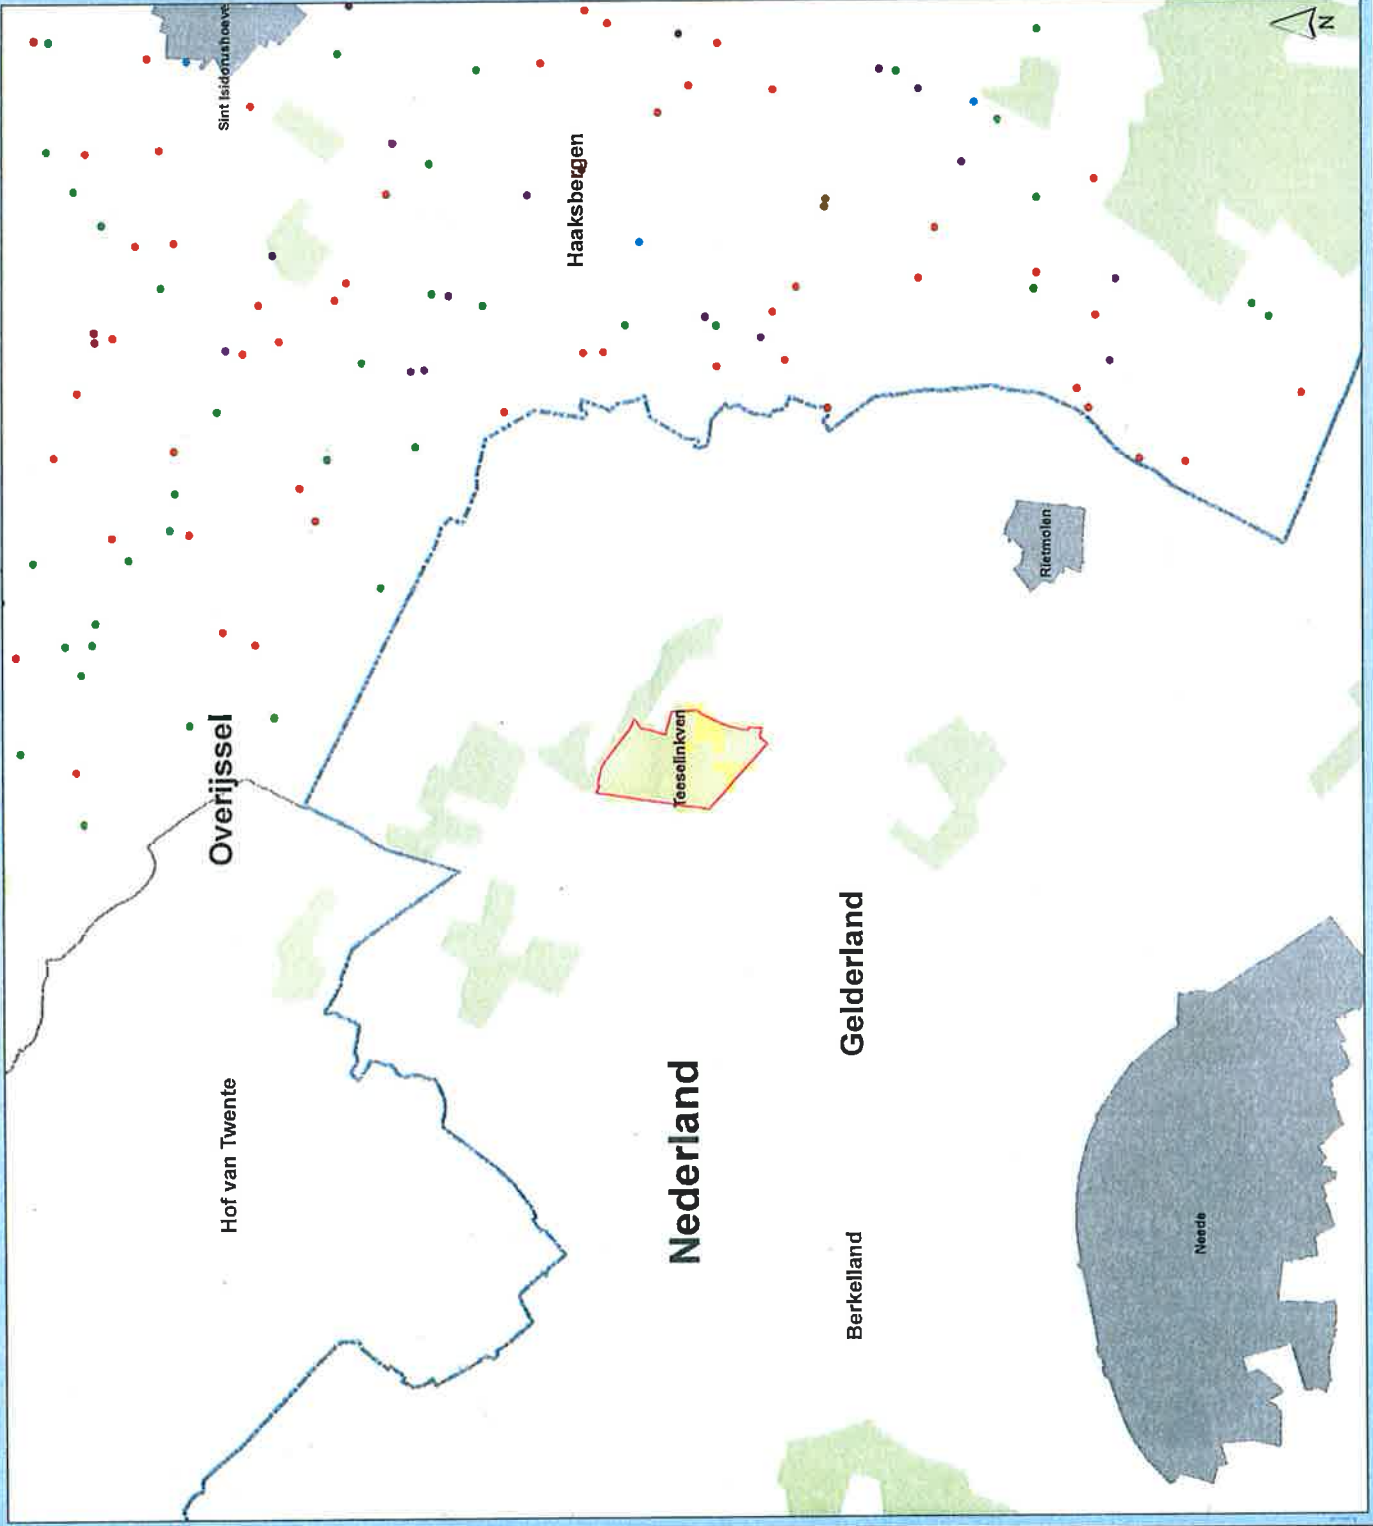 N
Sint Isidorushoeve
Haaksbergen
Rietmolen
Overijssel
Teeselinkven
Gelderland
Hof van Twente
Nederland
Berkelland
Neede